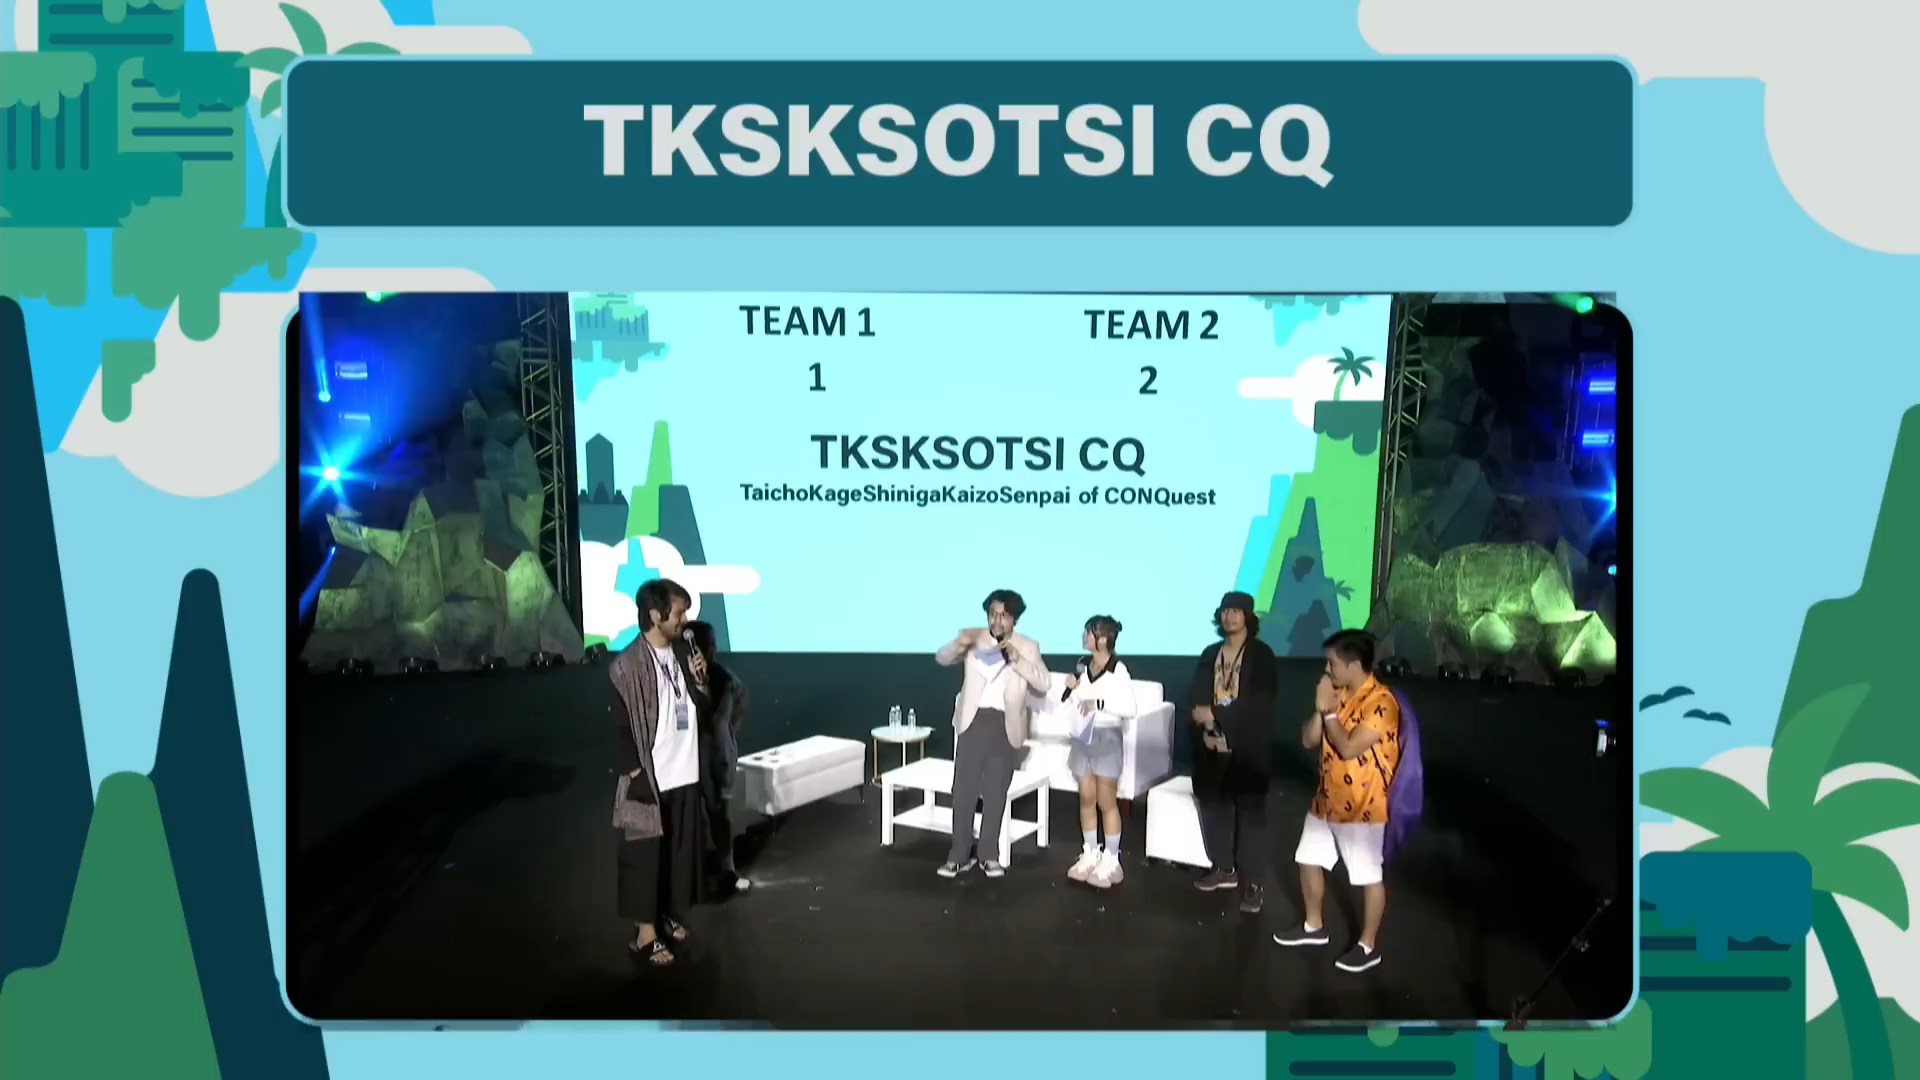 TKSKSOTSI CQ
TEAM 1 TEAM 2
1 2
TKSKSOTSI CQ
TaichoKageShinigaKaizoSenpai of CONQuest